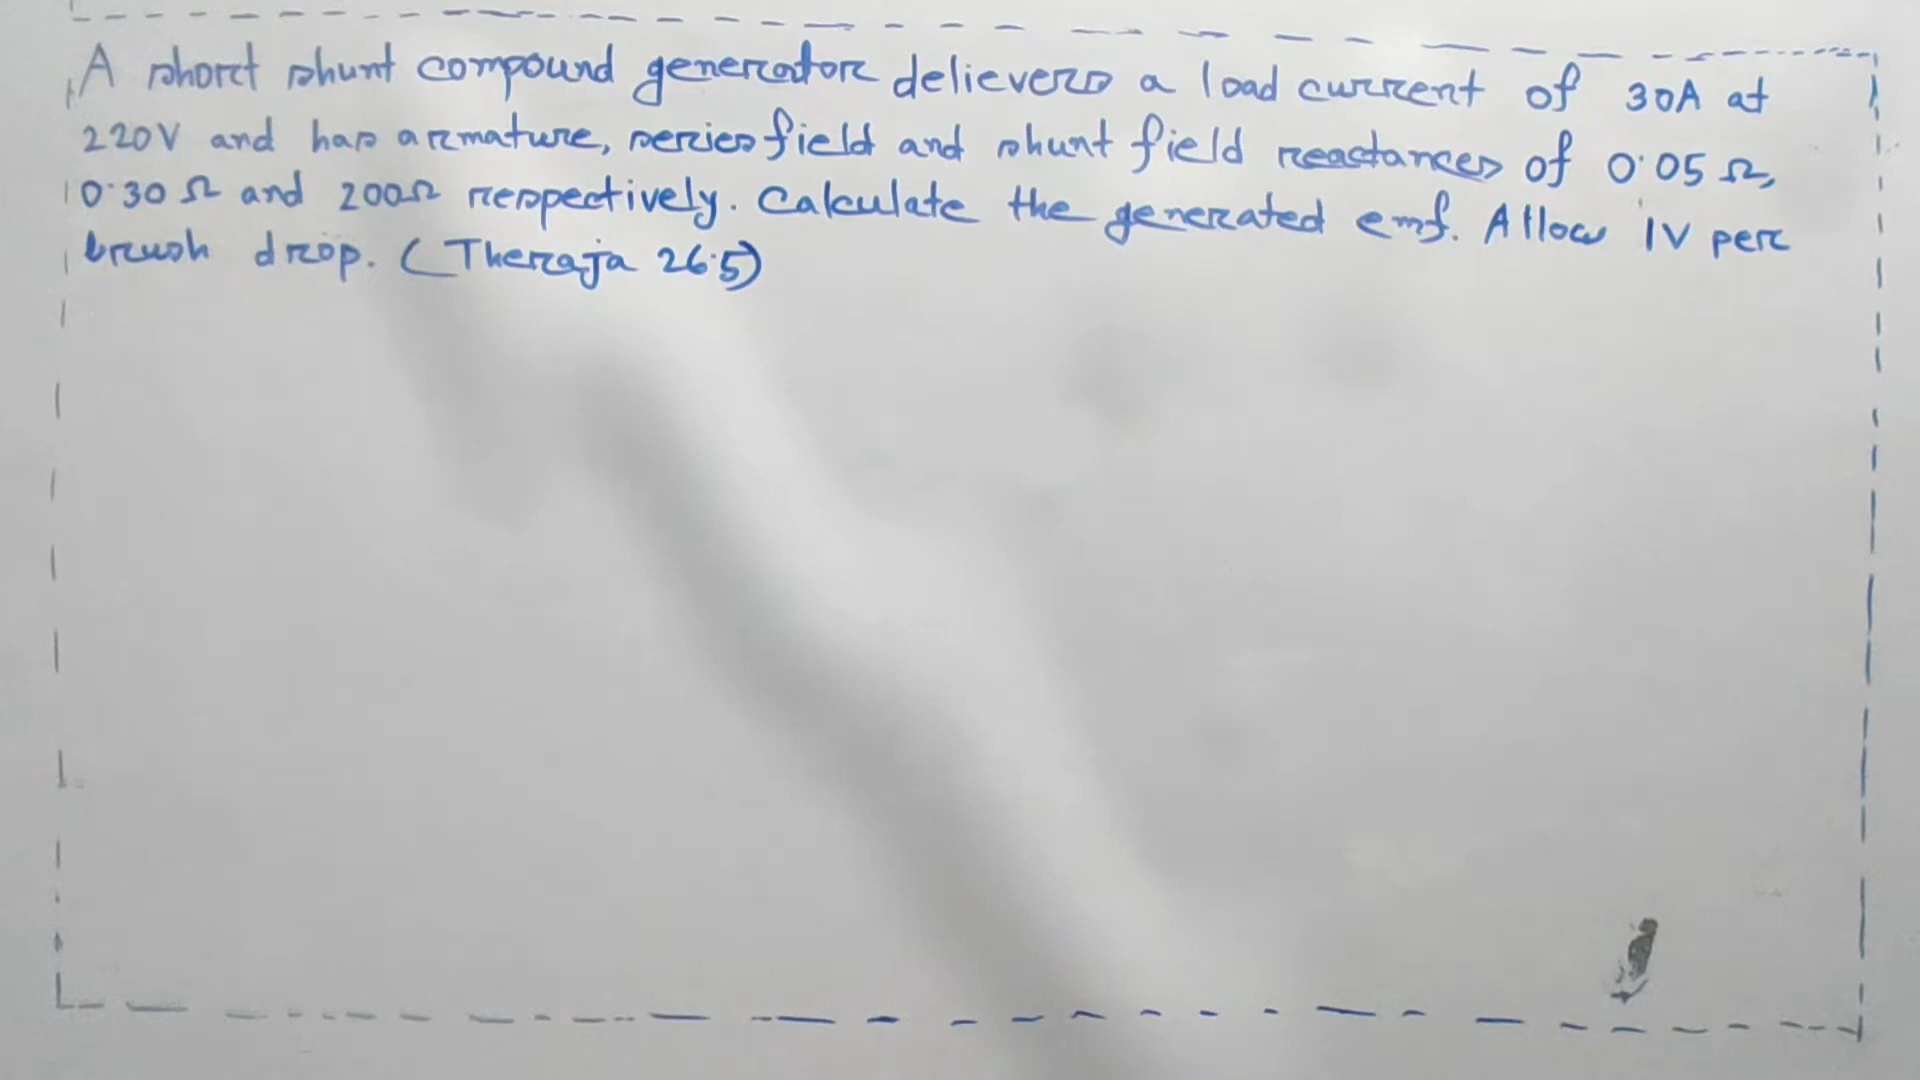 A short shunt compound generator delievers a load current of 30A at
220V and has armature, series field and shunt field reactances of 0.05 Ω,
0.30 Ω and 200Ω respectively. Calculate the generated emf. Allow 1V per
brush drop. (Theraja 26.5)